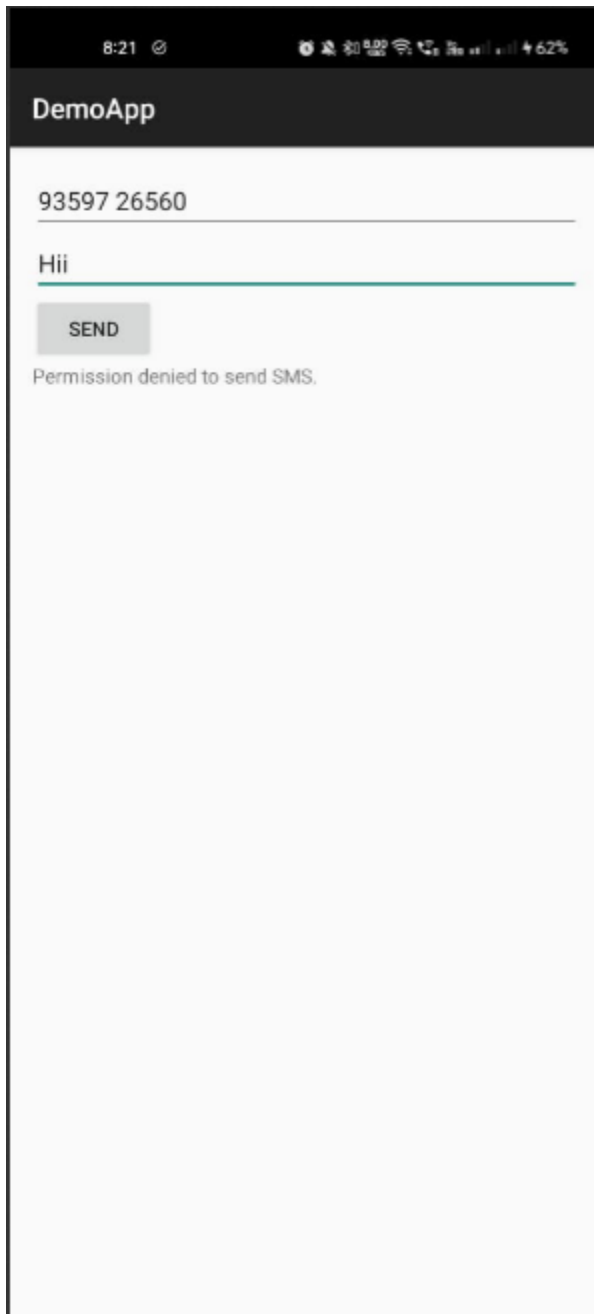 8:21 62%
DemoApp
93597 26560
Hii
SEND
Permission denied to send SMS.